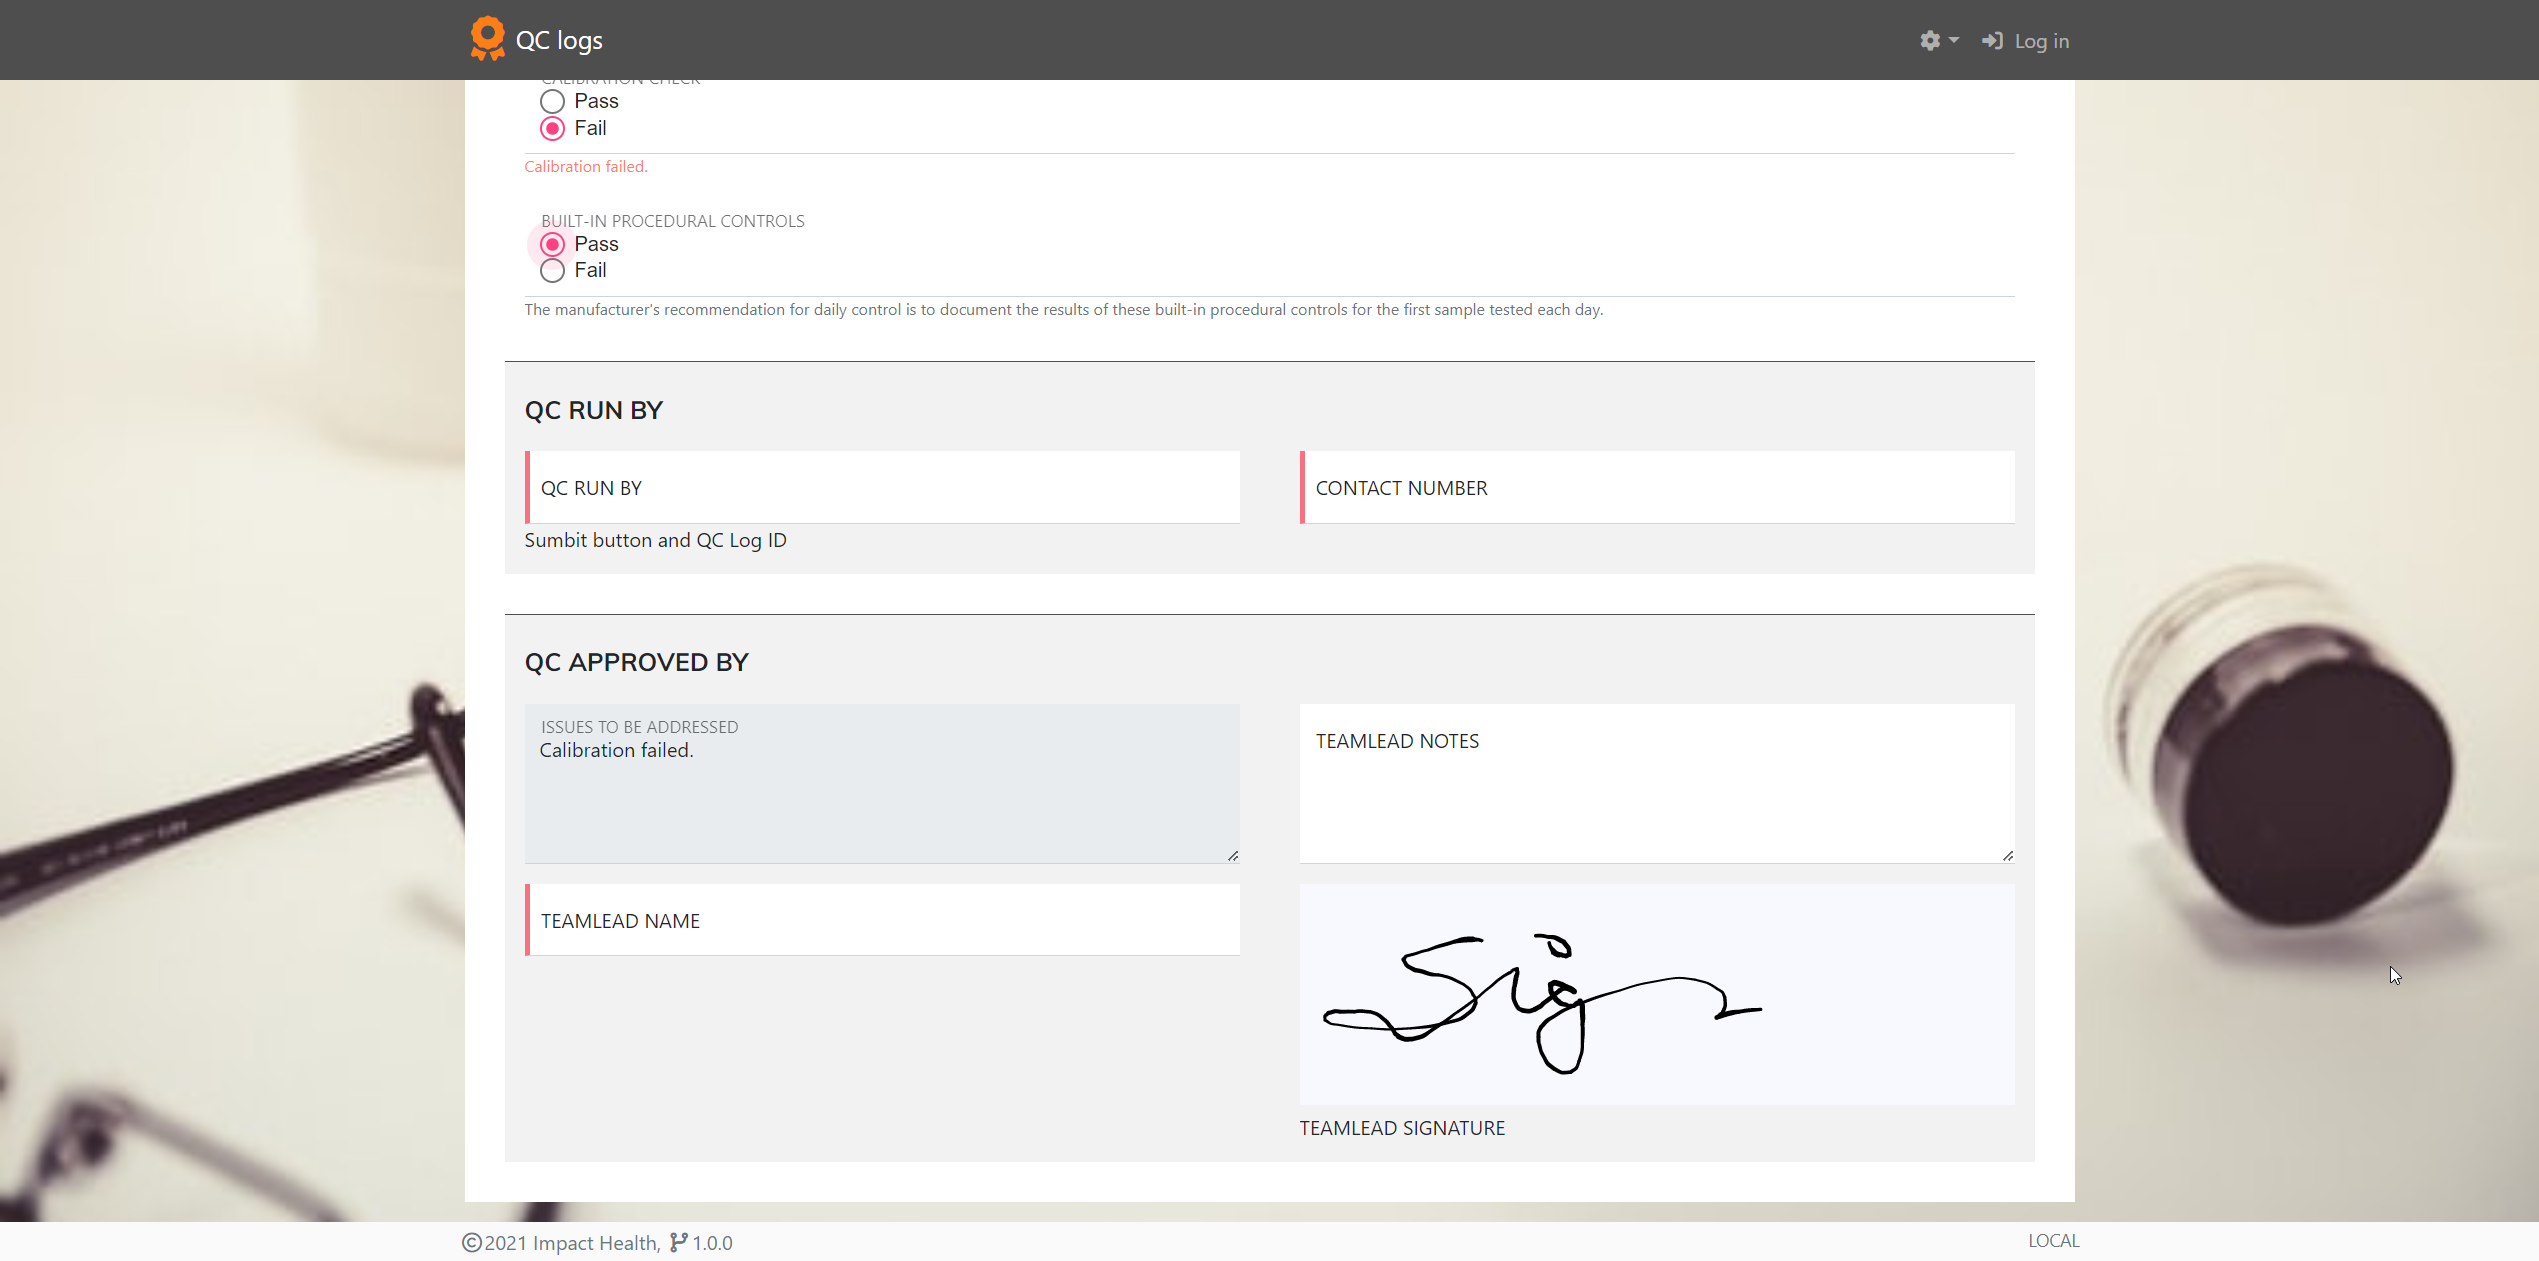 QC logs
Log in
CALIBRATION CHECK
Pass
Fail
Calibration failed.
BUILT-IN PROCEDURAL CONTROLS
Pass
Fail
The manufacturer's recommendation for daily control is to document the results of these built-in procedural controls for the first sample tested each day.
QC RUN BY
QC RUN BY
CONTACT NUMBER
Sumbit button and QC Log ID
QC APPROVED BY
ISSUES TO BE ADDRESSED
Calibration failed.
TEAMLEAD NOTES
TEAMLEAD NAME
Sig
TEAMLEAD SIGNATURE
©2021 Impact Health, 1.0.0
LOCAL